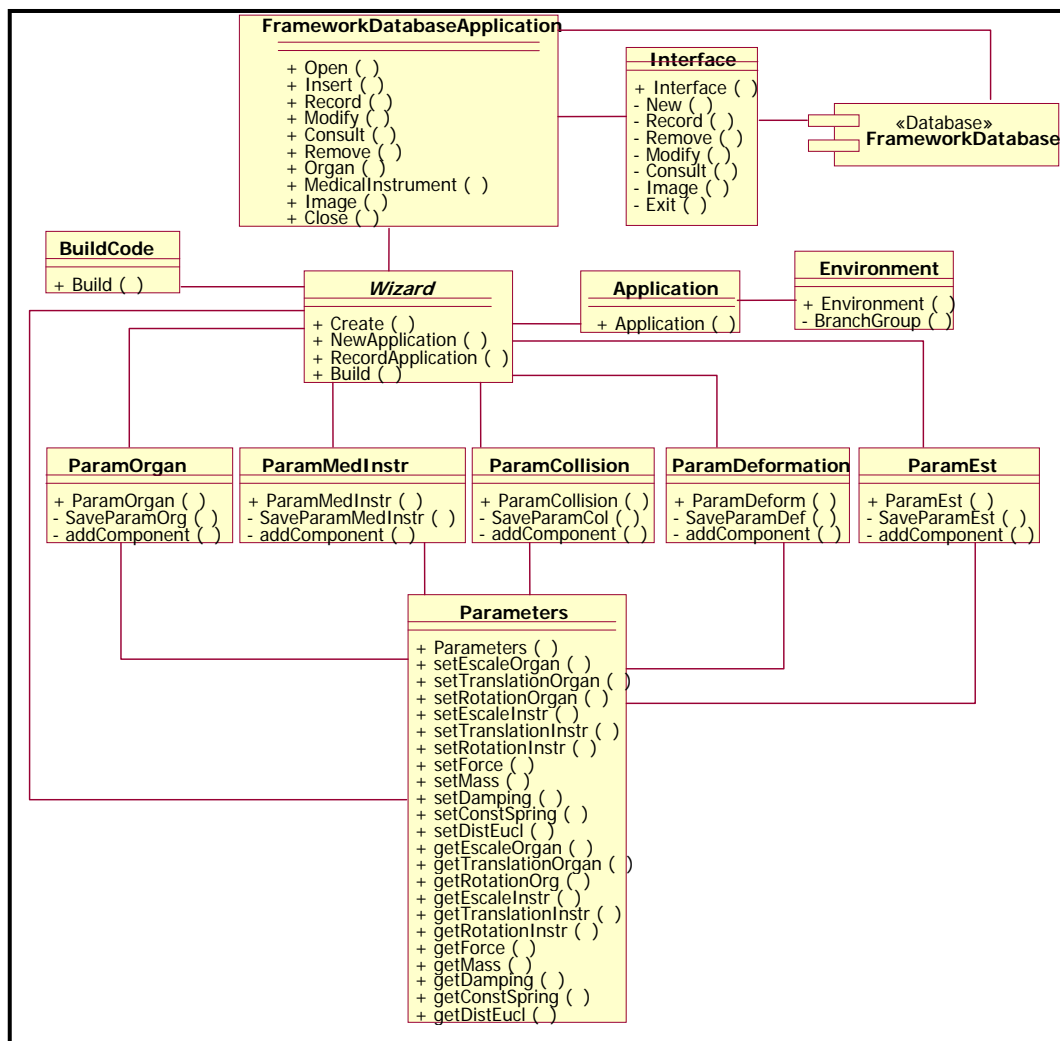 FrameworkDatabaseApplication
+ Open ( )
+ Insert ( )
+ Record ( )
+ Modify ( )
+ Consult ( )
+ Remove ( )
+ Organ ( )
+ MedicalInstrument ( )
+ Image ( )
+ Close ( )
Interface
+ Interface ( )
- New ( )
- Record ( )
- Remove ( )
- Modify ( )
- Consult ( )
- Image ( )
- Exit ( )
«Database»
FrameworkDatabase
BuildCode
+ Build ( )
Wizard
+ Create ( )
+ NewApplication ( )
+ RecordApplication ( )
+ Build ( )
Application
+ Application ( )
Environment
+ Environment ( )
- BranchGroup ( )
ParamOrgan
+ ParamOrgan ( )
- SaveParamOrg ( )
- addComponent ( )
ParamMedInstr
+ ParamMedInstr ( )
- SaveParamMedInstr ( )
- addComponent ( )
ParamCollision
+ ParamCollision ( )
- SaveParamCol ( )
- addComponent ( )
ParamDeformation
+ ParamDeform ( )
- SaveParamDef ( )
- addComponent ( )
ParamEst
+ ParamEst ( )
- SaveParamEst ( )
- addComponent ( )
Parameters
+ Parameters ( )
+ setEscaleOrgan ( )
+ setTranslationOrgan ( )
+ setRotationOrgan ( )
+ setEscaleInstr ( )
+ setTranslationInstr ( )
+ setRotationInstr ( )
+ setForce ( )
+ setMass ( )
+ setDamping ( )
+ setConstSpring ( )
+ setDistEucl ( )
+ getEscaleOrgan ( )
+ getTranslationOrgan ( )
+ getRotationOrg ( )
+ getEscaleInstr ( )
+ getTranslationInstr ( )
+ getRotationInstr ( )
+ getForce ( )
+ getMass ( )
+ getDamping ( )
+ getConstSpring ( )
+ getDistEucl ( )